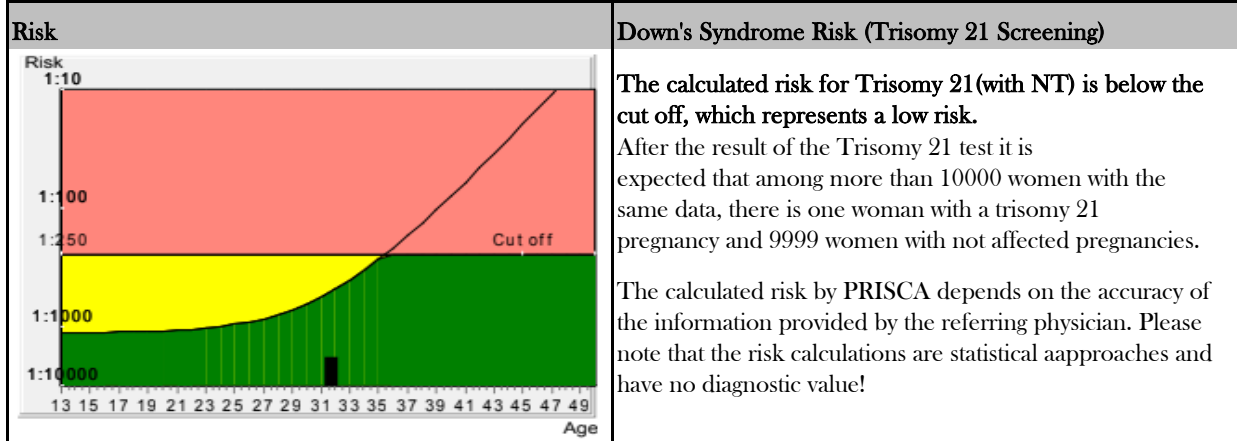 Risk
Risk
1:10
1:100
1:250
Cut off
1:1000
1:10000
13 15 17 19 21 23 25 27 29 31 33 35 37 39 41 43 45 47 49
Age
Down's Syndrome Risk (Trisomy 21 Screening)
The calculated risk for Trisomy 21(with NT) is below the
cut off, which represents a low risk.
After the result of the Trisomy 21 test it is
expected that among more than 10000 women with the
same data, there is one woman with a trisomy 21
pregnancy and 9999 women with not affected pregnancies.
The calculated risk by PRISCA depends on the accuracy of
the information provided by the referring physician. Please
note that the risk calculations are statistical aapproaches and
have no diagnostic value!